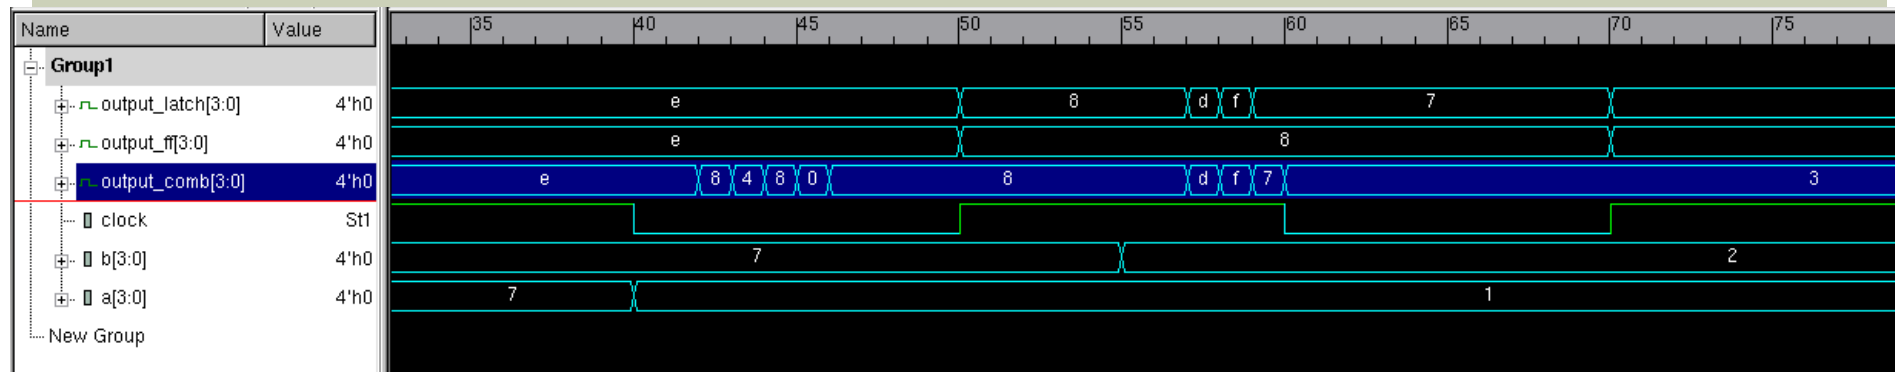 Name Value 35 40 45 50 55 60 65 70 75
Group1
output_latch[3:0] 4'h0 e 8 d f 7
output_ff[3:0] 4'h0 e 8
output_comb[3:0] 4'h0 e 8 4 8 0 8 d f 7 3
clock St1
b[3:0] 4'h0 7 2
a[3:0] 4'h0 7 1
New Group